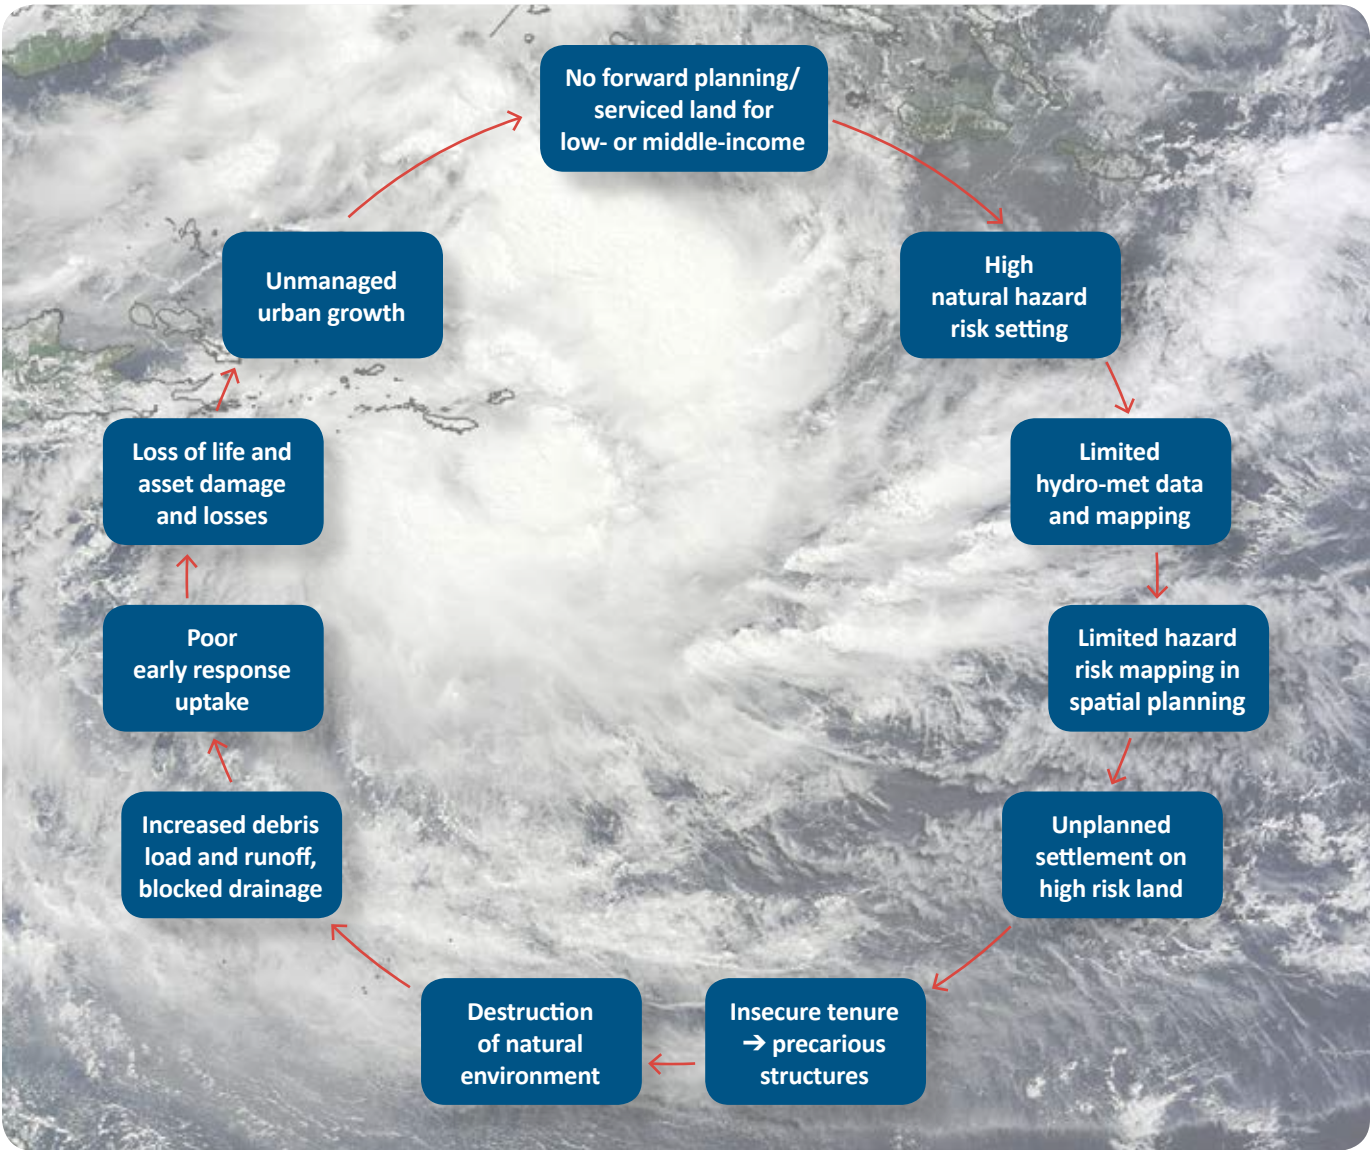 No forward planning/
serviced land for
low- or middle-income
High
natural hazard
risk setting
Limited
hydro-met data
and mapping
Limited hazard
risk mapping in
spatial planning
Unplanned
settlement on
high risk land
Insecure tenure
➔ precarious
structures
Destruction
of natural
environment
Increased debris
load and runoff,
blocked drainage
Poor
early response
uptake
Loss of life and
asset damage
and losses
Unmanaged
urban growth